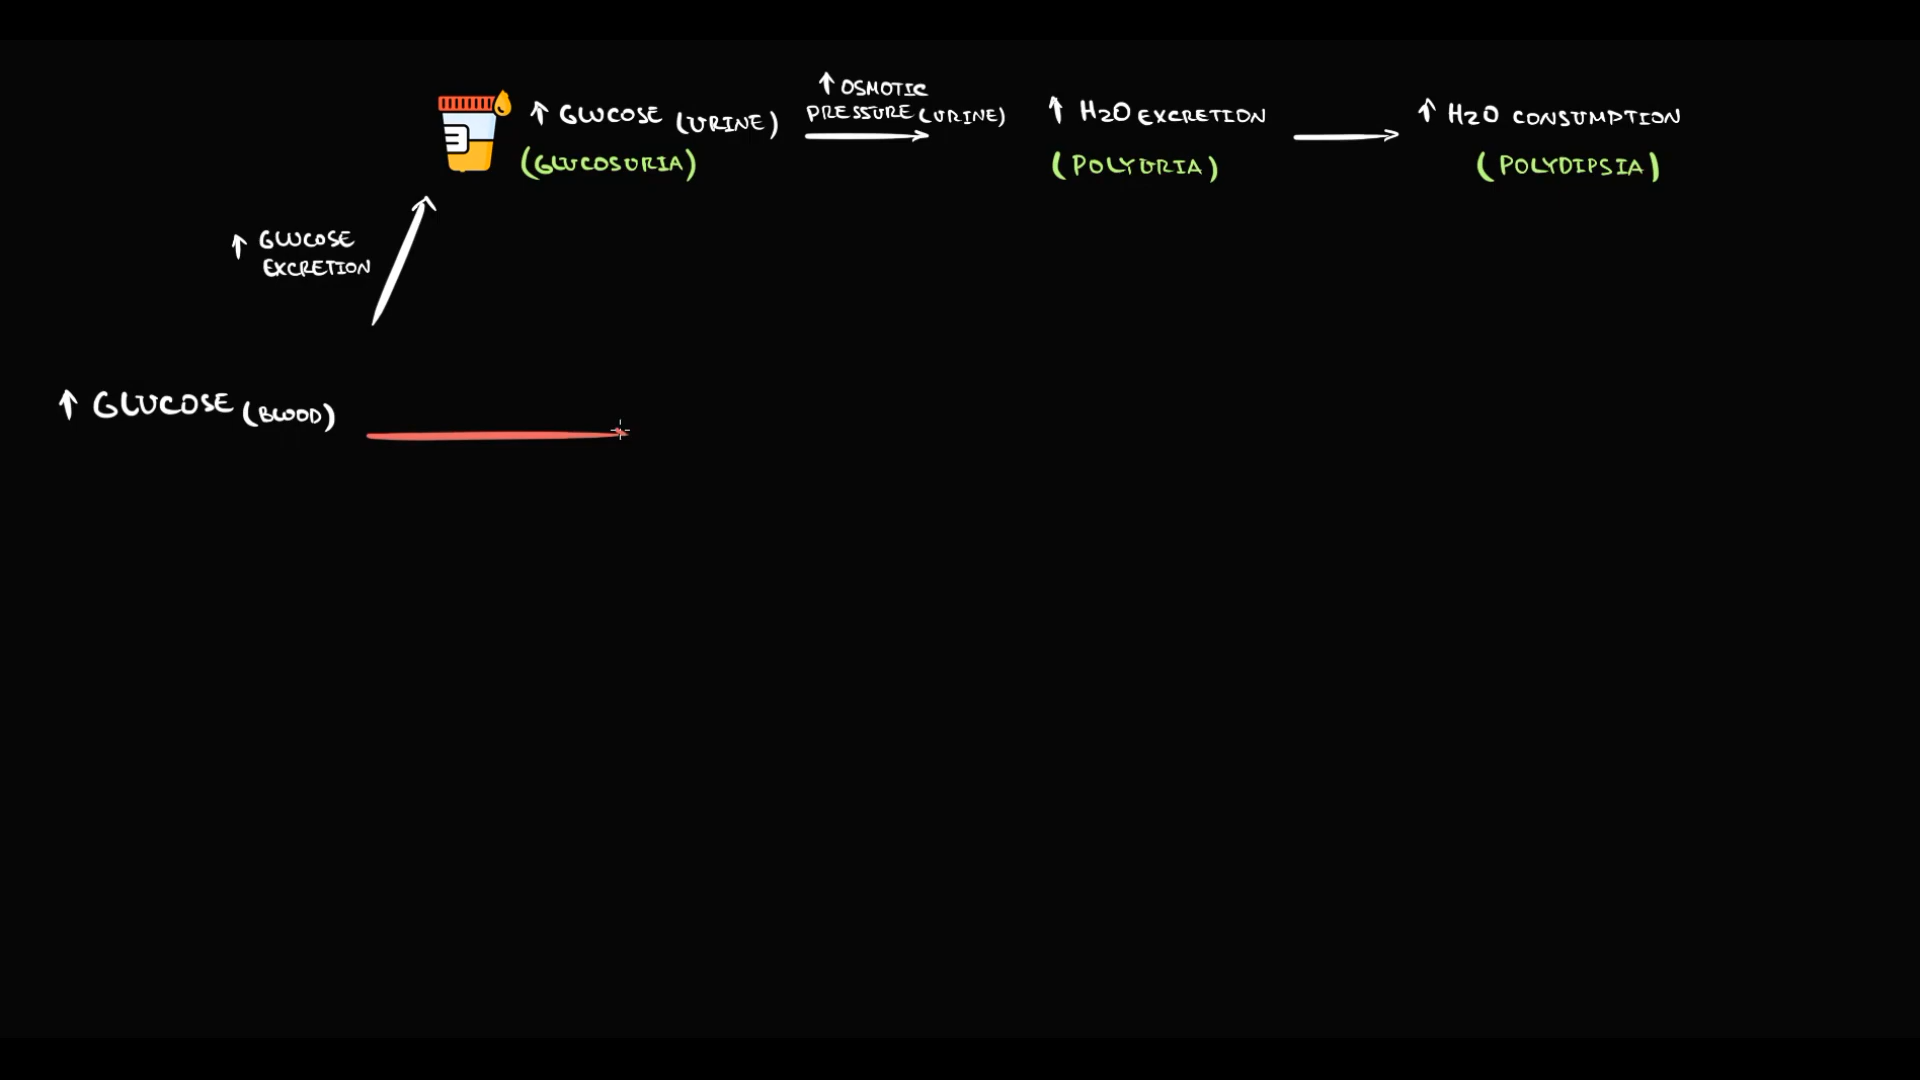 ↑ OSMOTIC
↑ GLUCOSE (URINE) PRESSURE (URINE) ↑ H2O EXCRETION ↑ H2O CONSUMPTION
(GLUCOSURIA) (POLYURIA) (POLYDIPSIA)
↑ GLUCOSE
EXCRETION
↑ GLUCOSE (BLOOD)